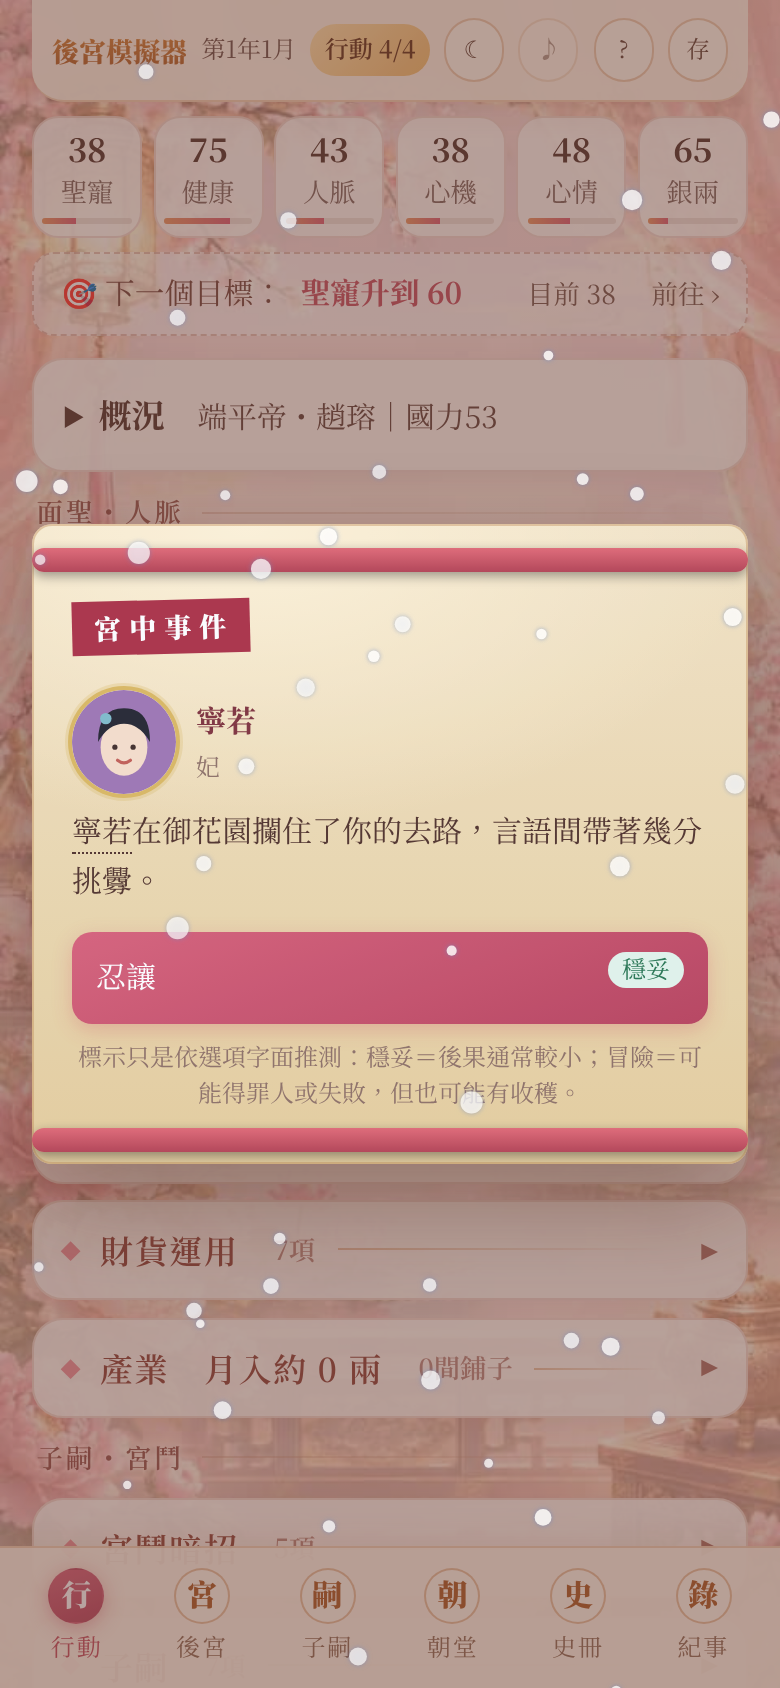 後宮模擬器 第1年1月 行動 4/4 ☾ ♪ ? 存
38 75 43 38 48 65
聖寵 健康 人脈 心機 心情 銀兩
下一個目標: 聖寵升到 60 目前 38 前往 ›
▶ 概況 端平帝・趙瑢｜國力53
面聖・人脈
宮中事件
寧若
妃
寧若在御花園攔住了你的去路，言語間帶著幾分
挑釁。
忍讓 穩妥
標示只是依選項字面推測：穩妥＝後果通常較小；冒險＝可
能得罪人或失敗，但也可能有收穫。
◆ 財貨運用 7項 ▶
◆ 產業 月入約 0 兩 0間鋪子 ▶
子嗣・宮鬥
宮鬥暗招 5項
行 宮 嗣 朝 史 錄
行動 後宮 子嗣 朝堂 史冊 紀事